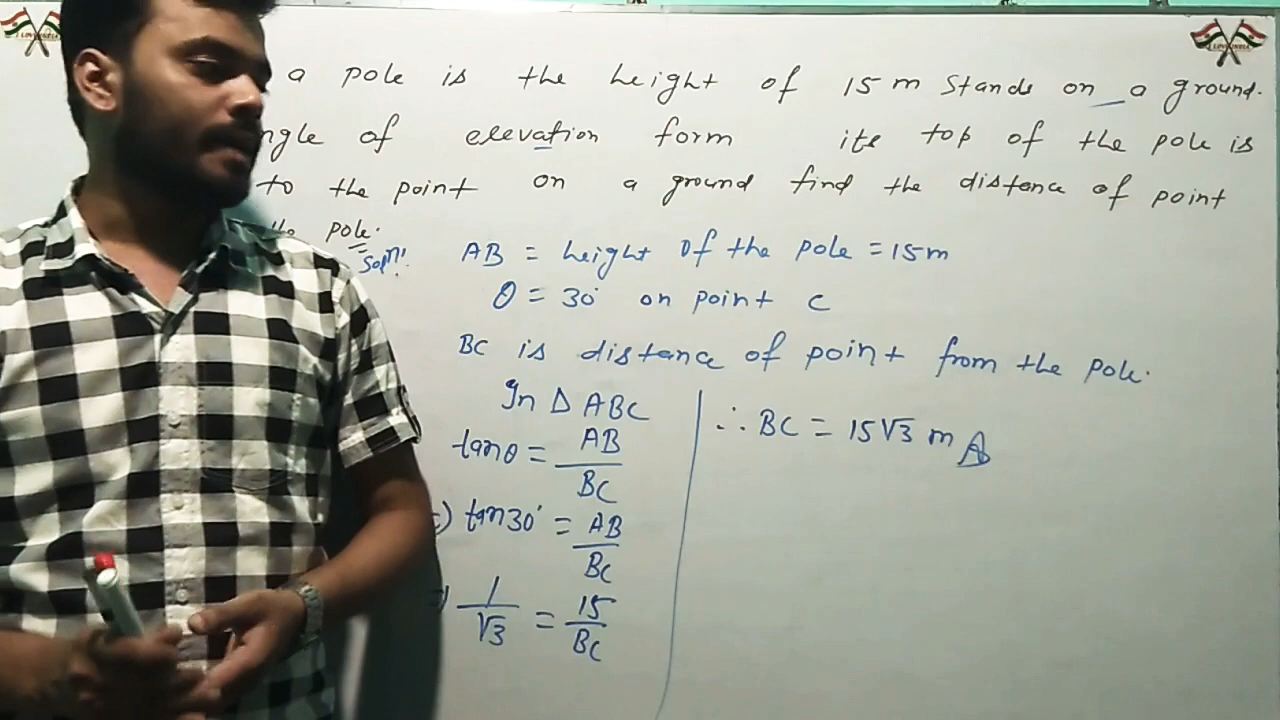 a pole is the height of 15 m stands on a ground.
ngle of elevation form its top of the pole is
to the point on a ground find the distance of point
the pole.
Solⁿ:
AB = height of the pole = 15m
θ = 30° on point C
BC is distance of point from the pole.
In Δ ABC
tanθ = AB/BC
tan30° = AB/BC
1/√3 = 15/BC
∴ BC = 15√3 m